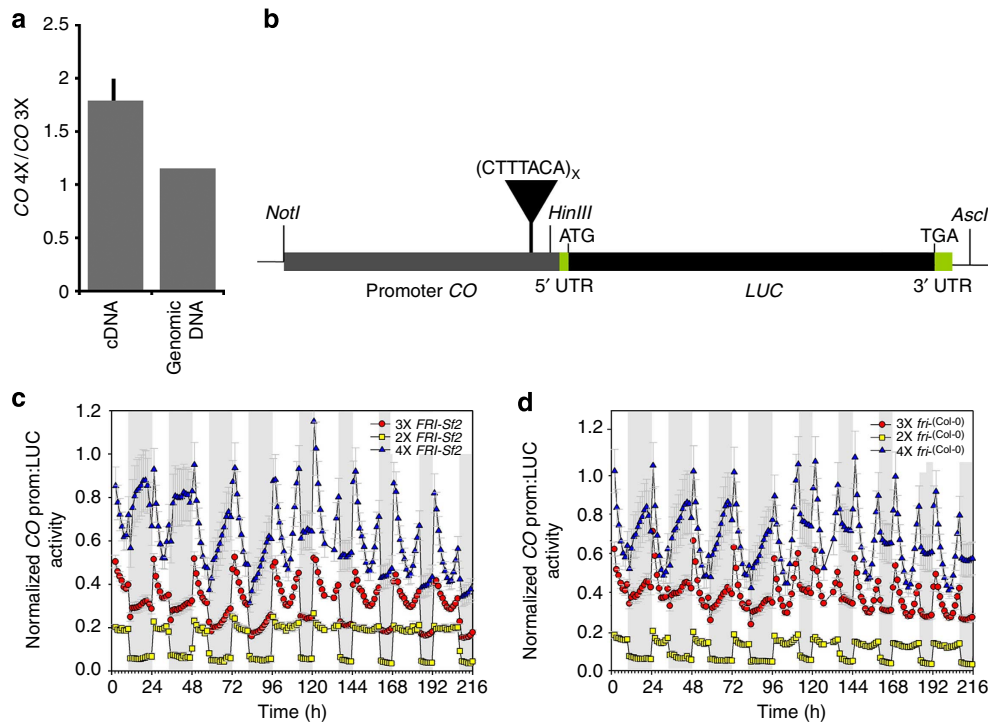 a
CO 4X / CO 3X
2.5
2
1.5
1
0.5
0
cDNA
Genomic
DNA
b
(CTTTACA)X
NotI
HinIII
ATG
TGA
AscI
Promoter CO
5′ UTR
LUC
3′ UTR
c
Normalized CO prom:LUC
activity
1.2
1.0
0.8
0.6
0.4
0.2
0.0
3X FRI-Sf2
2X FRI-Sf2
4X FRI-Sf2
0 24 48 72 96 120 144 168 192 216
Time (h)
d
Normalized CO prom:LUC
activity
1.2
1.0
0.8
0.6
0.4
0.2
0.0
3X fri-(Col-0)
2X fri-(Col-0)
4X fri-(Col-0)
0 24 48 72 96 120 144 168 192 216
Time (h)